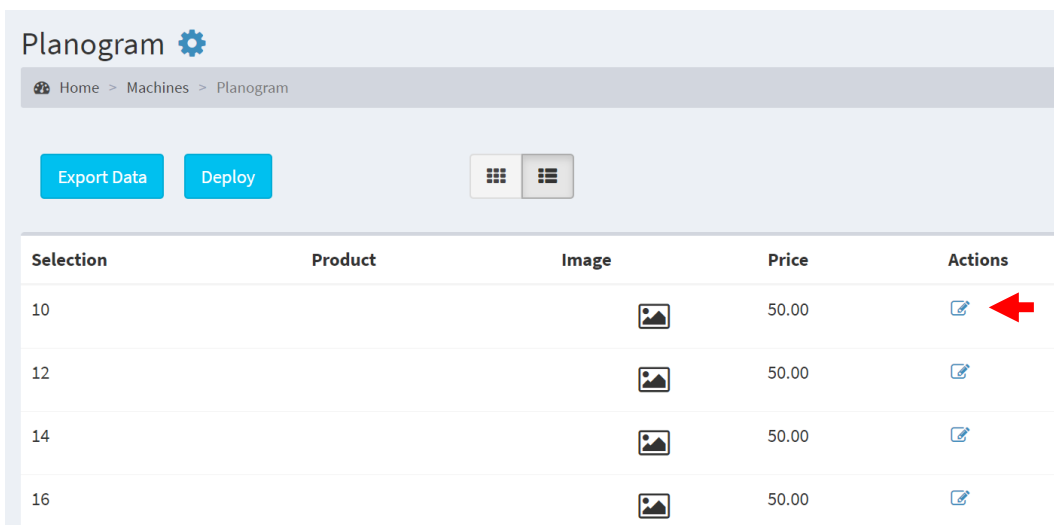 Planogram
Home > Machines > Planogram
Export Data Deploy
Selection Product Image Price Actions
10 50.00
12 50.00
14 50.00
16 50.00